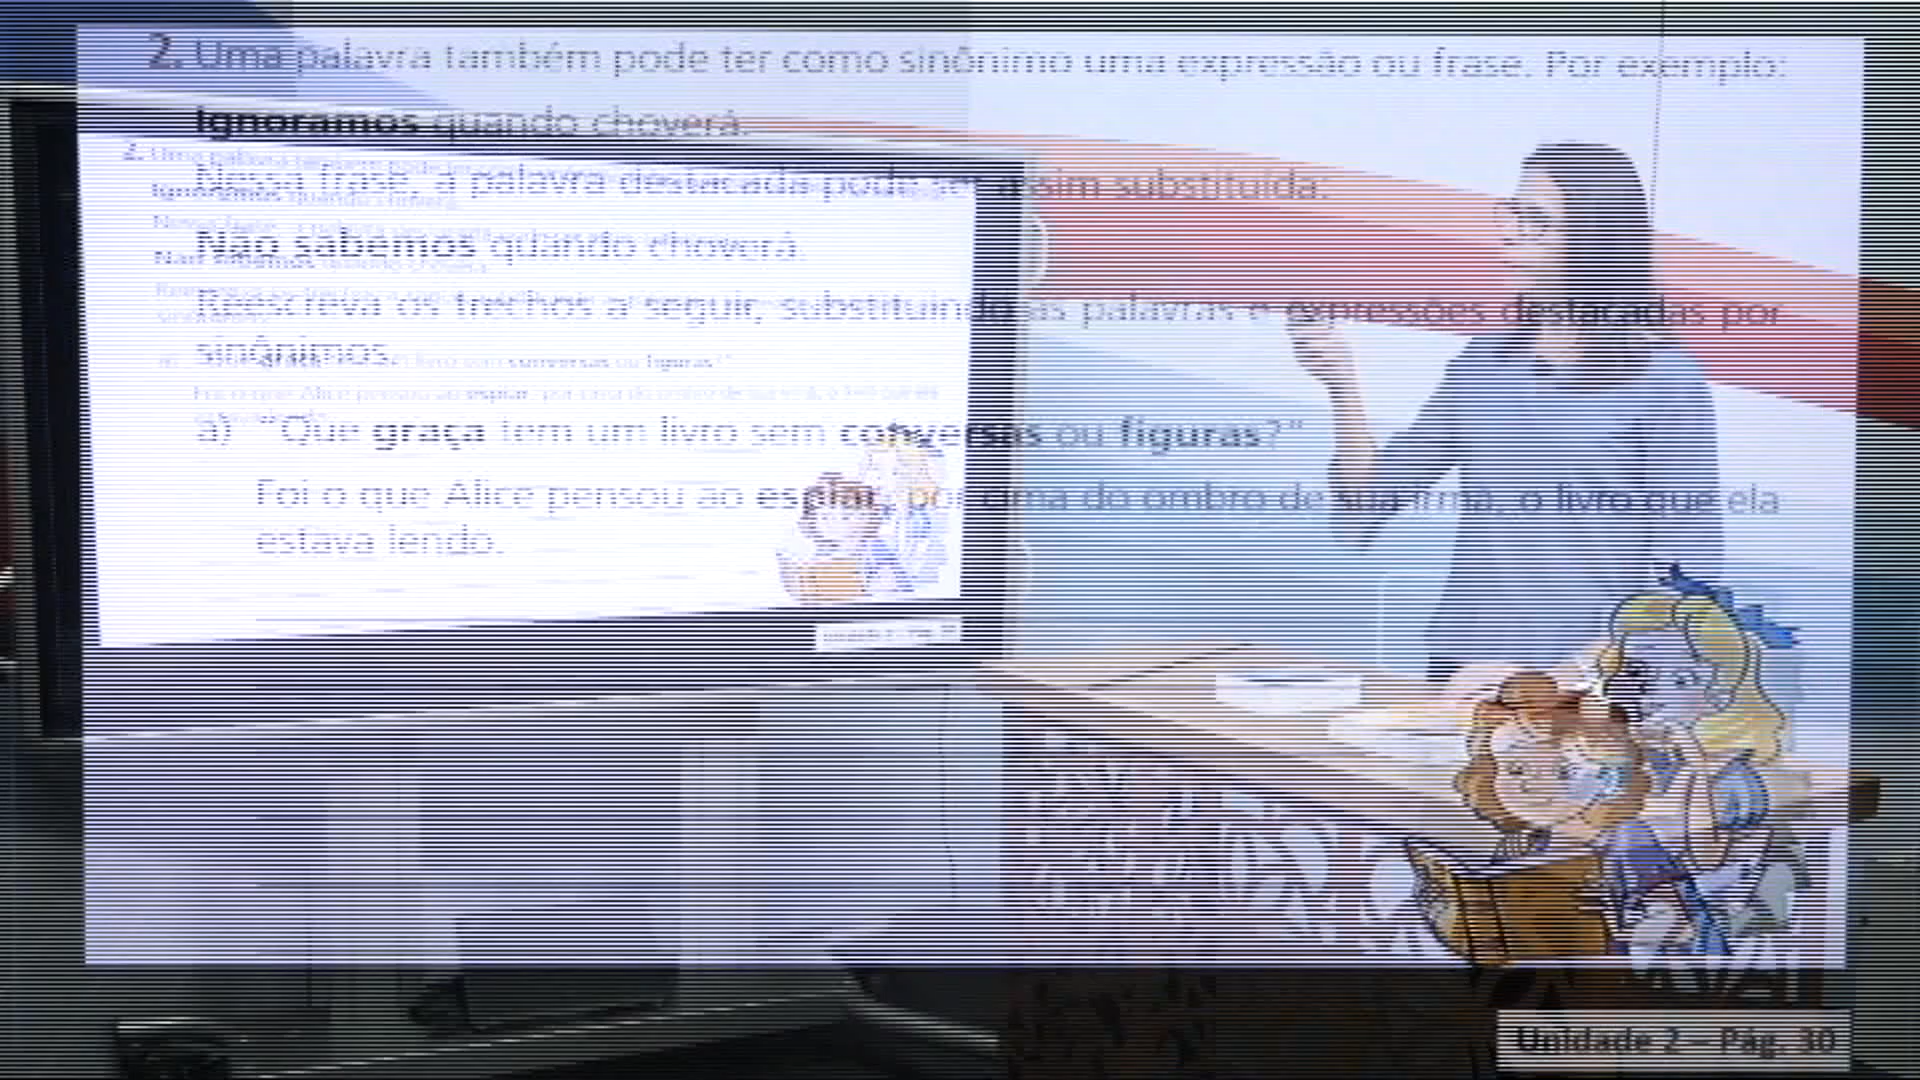 2. Uma palavra também pode ter como sinônimo uma expressão ou frase. Por exemplo:
Ignoramos quando choverá.
Nessa frase, a palavra destacada pode ser assim substituída:
Não sabemos quando choverá.
Reescreva os trechos a seguir, substituindo as palavras e expressões destacadas por
sinônimos.
a) "Que graça tem um livro sem conversas ou figuras?"
Foi o que Alice pensou ao espiar, por cima do ombro de sua irmã, o livro que ela
estava lendo.
Unidade 2 – Pág. 30